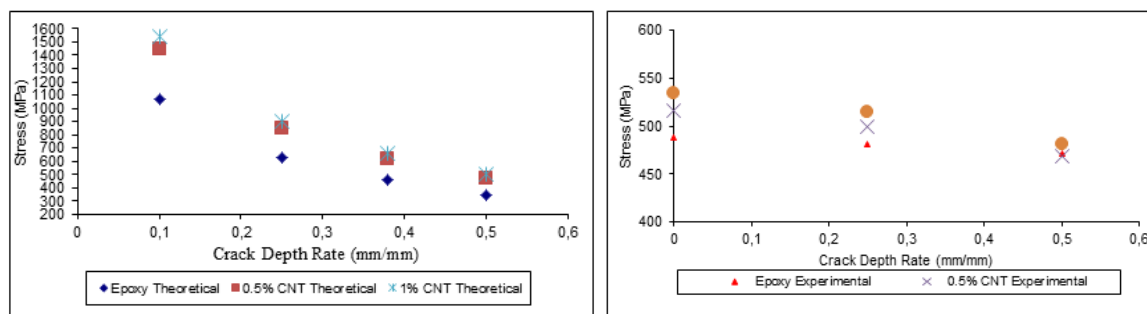 1600
1500
1400
1300
1200
1100
1000
900
800
700
600
500
400
300
200
Stress (MPa)
0 0,1 0,2 0,3 0,4 0,5 0,6
Crack Depth Rate (mm/mm)
Epoxy Theoretical 0.5% CNT Theoretical 1% CNT Theoretical
600
550
500
450
400
Stress (MPa)
0 0,1 0,2 0,3 0,4 0,5 0,6
Crack Depth Rate (mm/mm)
Epoxy Experimental 0.5% CNT Experimental